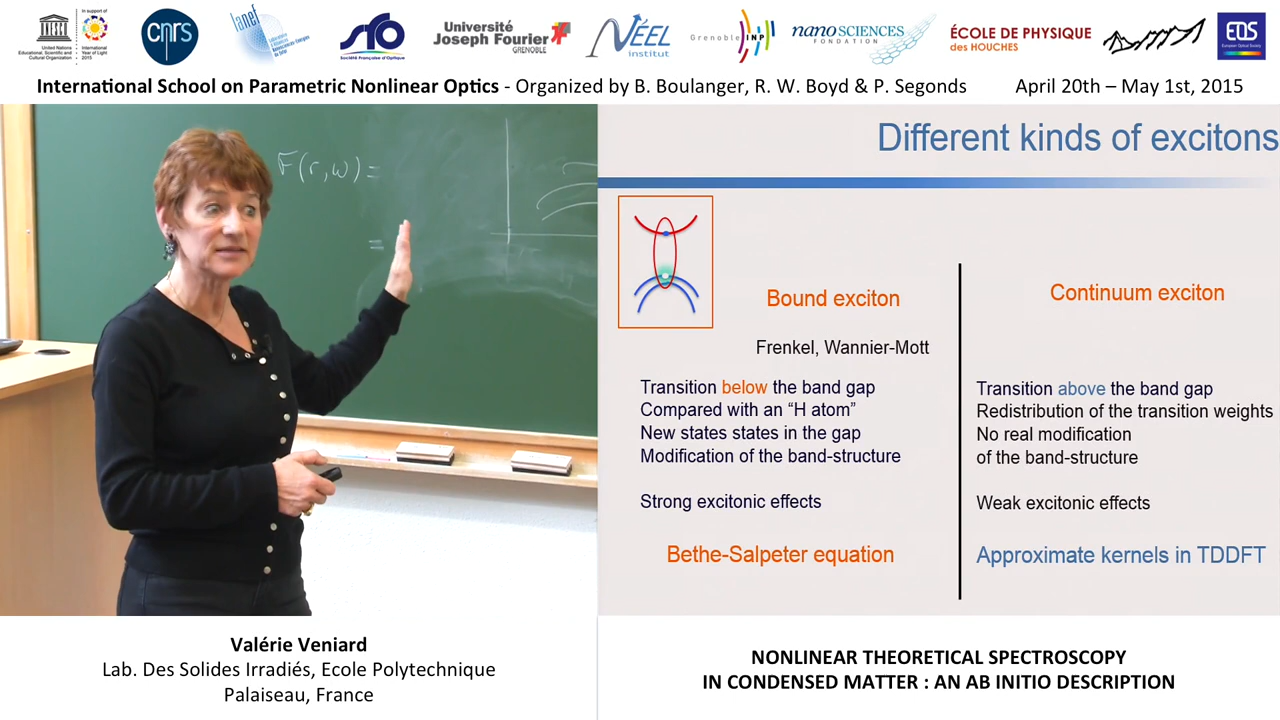 United Nations
Educational, Scientific and
Cultural Organization
In support of
International
Year of Light
2015
cnrs
lanef
SFO
Société Française d'Optique
Université
Joseph Fourier
GRENOBLE
NÉEL
institut
Grenoble INP
nanosciences
FONDATION
ÉCOLE DE PHYSIQUE
des HOUCHES
EOS
European Optical Society
International School on Parametric Nonlinear Optics - Organized by B. Boulanger, R. W. Boyd & P. Segonds April 20th – May 1st, 2015
F(r,ω) =
=
Different kinds of excitons
Bound exciton
Frenkel, Wannier-Mott
Transition below the band gap
Compared with an “H atom”
New states states in the gap
Modification of the band-structure
Strong excitonic effects
Bethe-Salpeter equation
Continuum exciton
Transition above the band gap
Redistribution of the transition weights
No real modification
of the band-structure
Weak excitonic effects
Approximate kernels in TDDFT
Valérie Veniard
Lab. Des Solides Irradiés, Ecole Polytechnique
Palaiseau, France
NONLINEAR THEORETICAL SPECTROSCOPY
IN CONDENSED MATTER : AN AB INITIO DESCRIPTION